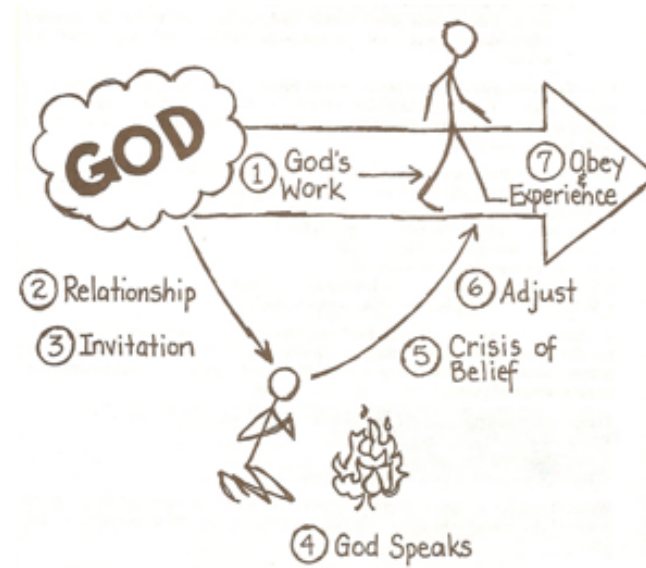 GOD
1 God's
Work
7 Obey
&
Experience
2 Relationship
3 Invitation
6 Adjust
5 Crisis of
Belief
4 God Speaks